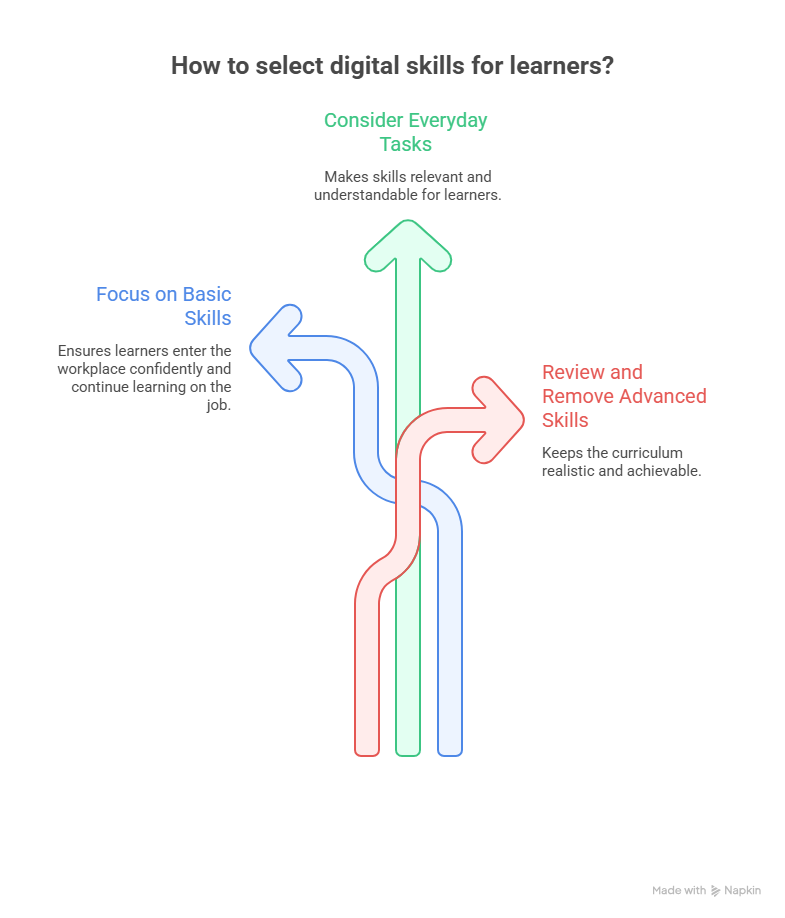 How to select digital skills for learners?
Consider Everyday
Tasks
Makes skills relevant and
understandable for learners.
Focus on Basic
Skills
Ensures learners enter the
workplace confidently and
continue learning on the
job.
Review and
Remove Advanced
Skills
Keeps the curriculum
realistic and achievable.
Made with Napkin